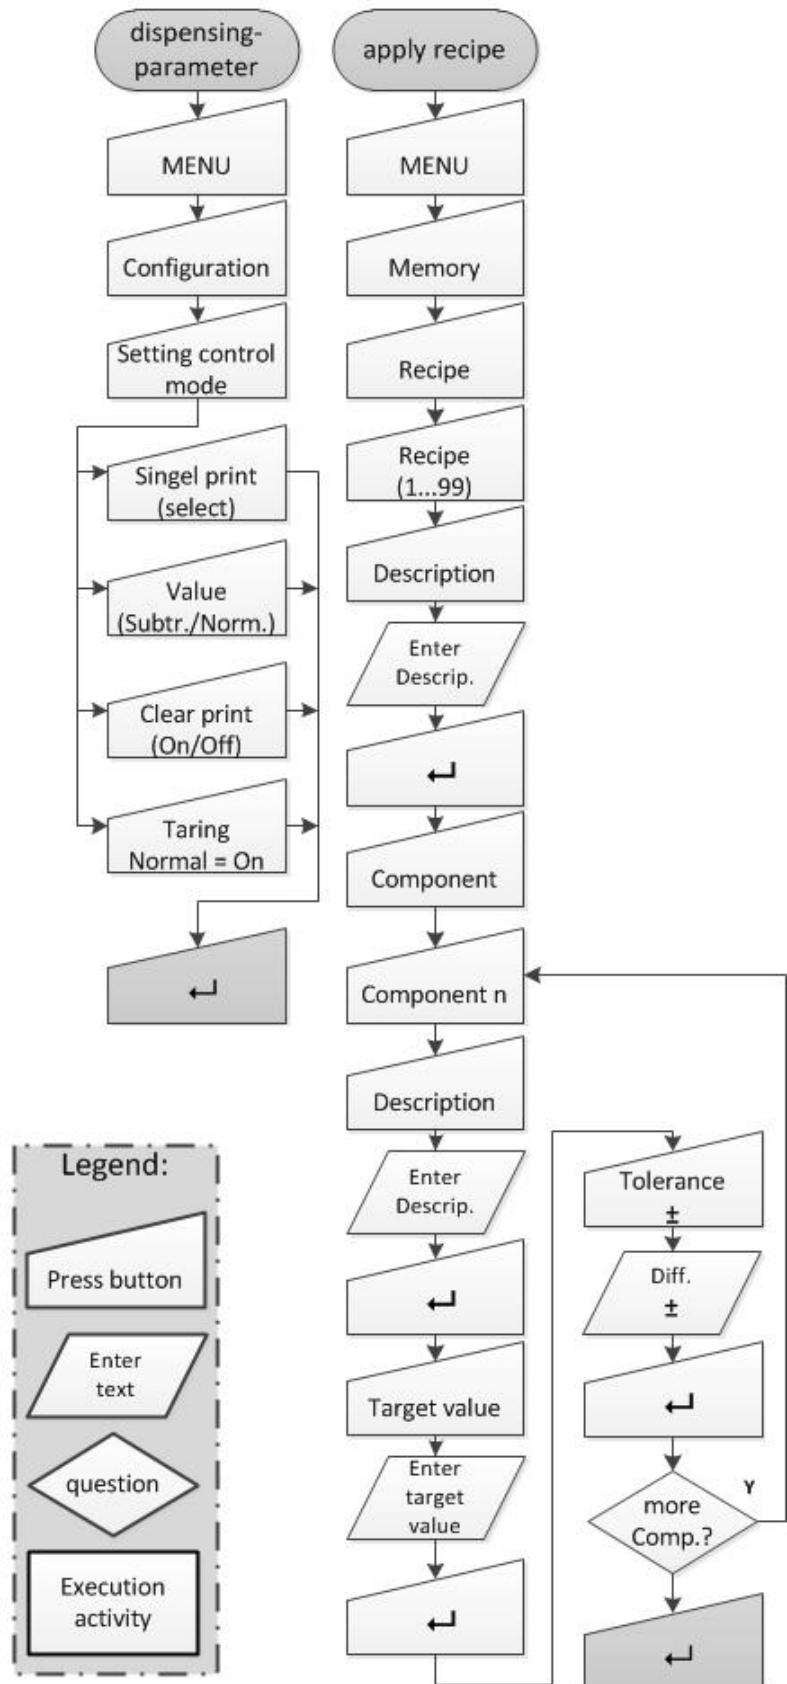 dispensing-
parameter
MENU
Configuration
Setting control
mode
Singel print
(select)
Value
(Subtr./Norm.)
Clear print
(On/Off)
Taring
Normal = On
↵
apply recipe
MENU
Memory
Recipe
Recipe
(1...99)
Description
Enter
Descrip.
↵
Component
Component n
Description
Enter
Descrip.
↵
Target value
Enter
target
value
↵
Tolerance
±
Diff.
±
↵
more
Comp.?
Y
↵
Legend:
Press button
Enter
text
question
Execution
activity